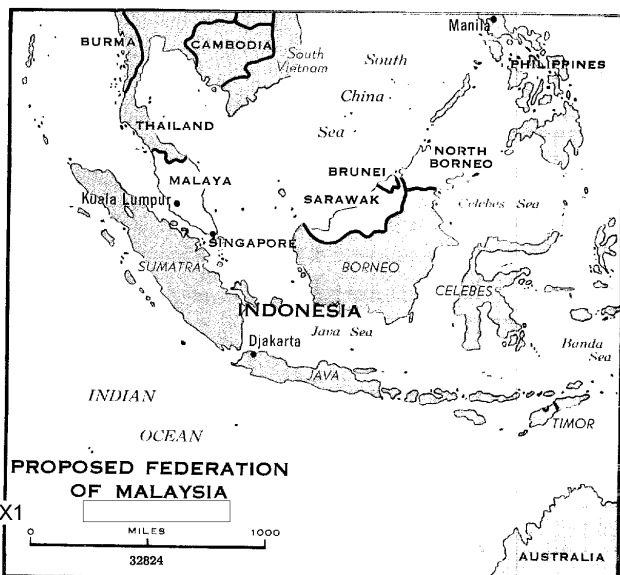 Manila
BURMA
CAMBODIA
South
Vietnam
South
China
Sea
PHILIPPINES
THAILAND
MALAYA
Kuala Lumpur
SINGAPORE
BRUNEI
NORTH
BORNEO
SARAWAK
Celebes Sea
SUMATRA
BORNEO
CELEBES
INDONESIA
Java Sea
Banda
Sea
Djakarta
JAVA
INDIAN
OCEAN
TIMOR
PROPOSED FEDERATION
OF MALAYSIA
X1
0 MILES 1000
32824
AUSTRALIA